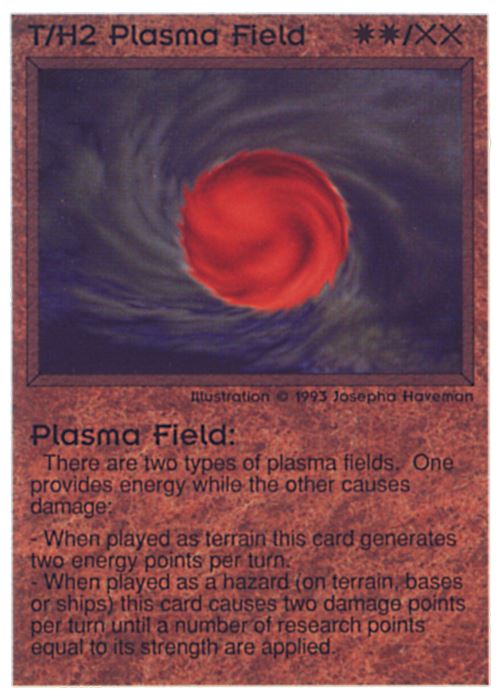 T/H2 Plasma Field ✷✷/XX
Illustration © 1993 Josepha Haveman
Plasma Field:
There are two types of plasma fields. One
provides energy while the other causes
damage:
- When played as terrain this card generates
two energy points per turn.
- When played as a hazard (on terrain, bases
or ships) this card causes two damage points
per turn until a number of research points
equal to its strength are applied.